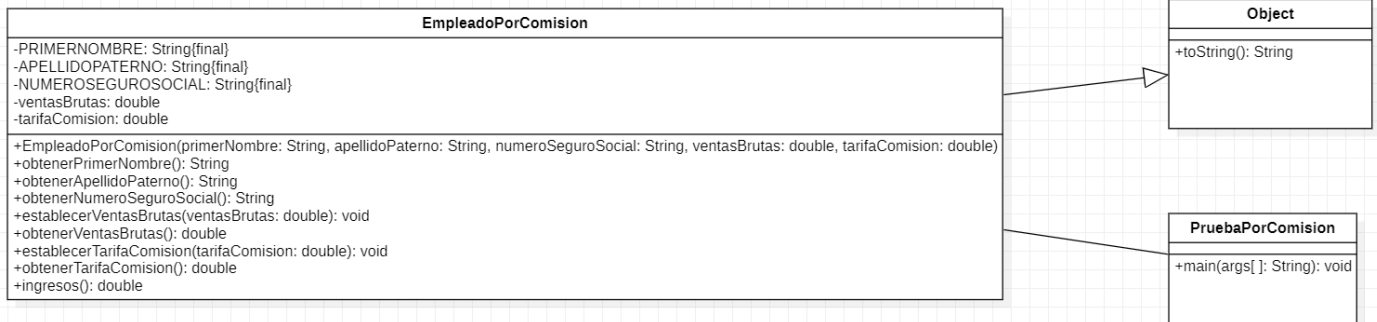 EmpleadoPorComision
-PRIMERNOMBRE: String{final}
-APELLIDOPATERNO: String{final}
-NUMEROSEGUROSOCIAL: String{final}
-ventasBrutas: double
-tarifaComision: double
+EmpleadoPorComision(primerNombre: String, apellidoPaterno: String, numeroSeguroSocial: String, ventasBrutas: double, tarifaComision: double)
+obtenerPrimerNombre(): String
+obtenerApellidoPaterno(): String
+obtenerNumeroSeguroSocial(): String
+establecerVentasBrutas(ventasBrutas: double): void
+obtenerVentasBrutas(): double
+establecerTarifaComision(tarifaComision: double): void
+obtenerTarifaComision(): double
+ingresos(): double
Object
+toString(): String
PruebaPorComision
+main(args[ ]: String): void